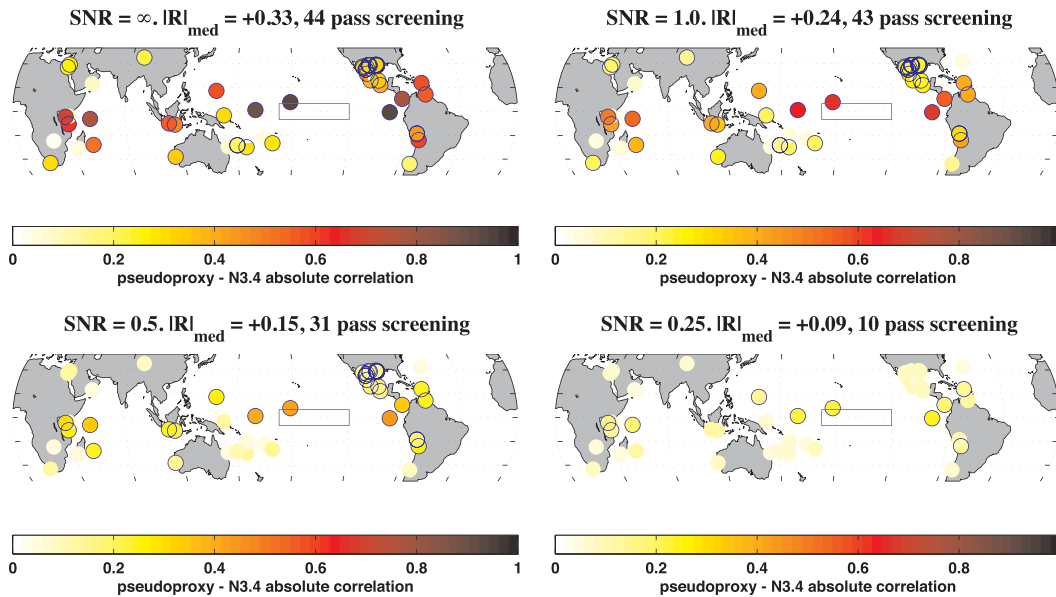 SNR = ∞. |R|med = +0.33, 44 pass screening
SNR = 1.0. |R|med = +0.24, 43 pass screening
0 0.2 0.4 0.6 0.8 1
pseudoproxy - N3.4 absolute correlation
0 0.2 0.4 0.6 0.8
pseudoproxy - N3.4 absolute correlation
SNR = 0.5. |R|med = +0.15, 31 pass screening
SNR = 0.25. |R|med = +0.09, 10 pass screening
0 0.2 0.4 0.6 0.8 1
pseudoproxy - N3.4 absolute correlation
0 0.2 0.4 0.6 0.8
pseudoproxy - N3.4 absolute correlation